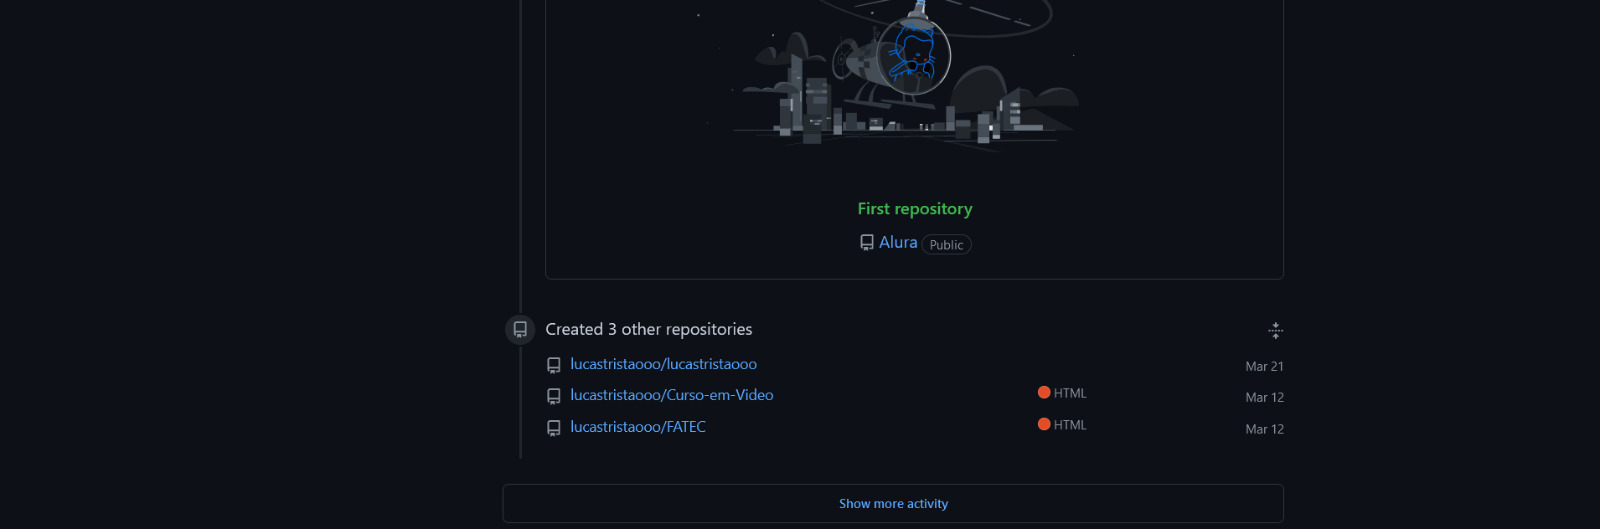 First repository
Alura Public
Created 3 other repositories
lucastristaooo/lucastristaooo Mar 21
lucastristaooo/Curso-em-Video HTML Mar 12
lucastristaooo/FATEC HTML Mar 12
Show more activity